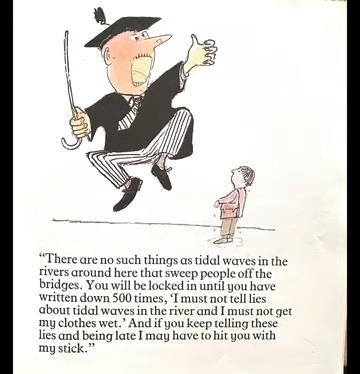 “There are no such things as tidal waves in the
rivers around here that sweep people off the
bridges. You will be locked in until you have
written down 500 times, ‘I must not tell lies
about tidal waves in the river and I must not get
my clothes wet.’ And if you keep telling these
lies and being late I may have to hit you with
my stick.”